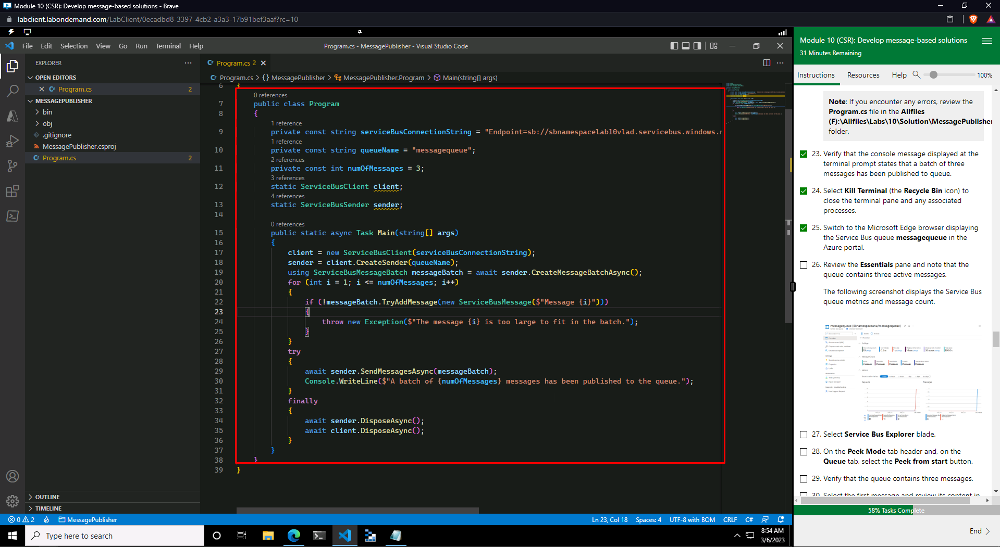 Module 10 (CSR): Develop message-based solutions - Brave
labclient.labondemand.com/LabClient/0ecadbd8-3397-4cb2-a3a3-17b91bef3aaf?rc=10
File Edit Selection View Go Run Terminal Help
Program.cs - MessagePublisher - Visual Studio Code
EXPLORER
OPEN EDITORS
Program.cs 2
MESSAGEPUBLISHER
bin
obj
.gitignore
MessagePublisher.csproj
Program.cs 2
OUTLINE
TIMELINE
Program.cs 2
Program.cs > {} MessagePublisher > MessagePublisher.Program > Main(string[] args)
6 {
0 references
7 public class Program
8 {
1 reference
9 private const string serviceBusConnectionString = "Endpoint=sb://sbnamespacelab10vlad.servicebus.windows.
1 reference
10 private const string queueName = "messagequeue";
2 references
11 private const int numOfMessages = 3;
3 references
12 static ServiceBusClient client;
4 references
13 static ServiceBusSender sender;
14
0 references
15 public static async Task Main(string[] args)
16 {
17 client = new ServiceBusClient(serviceBusConnectionString);
18 sender = client.CreateSender(queueName);
19 using ServiceBusMessageBatch messageBatch = await sender.CreateMessageBatchAsync();
20 for (int i = 1; i <= numOfMessages; i++)
21 {
22 if (!messageBatch.TryAddMessage(new ServiceBusMessage($"Message {i}")))
23 {
24 throw new Exception($"The message {i} is too large to fit in the batch.");
25 }
26 }
27 try
28 {
29 await sender.SendMessagesAsync(messageBatch);
30 Console.WriteLine($"A batch of {numOfMessages} messages has been published to the queue.");
31 }
32 finally
33 {
34 await sender.DisposeAsync();
35 await client.DisposeAsync();
36 }
37 }
38 }
39 }
0 2 MessagePublisher
Ln 23, Col 18 Spaces: 4 UTF-8 with BOM CRLF C#
Type here to search
8:54 AM
3/6/2023
Module 10 (CSR): Develop message-based solutions
31 Minutes Remaining
Instructions Resources Help 100%
Note: If you encounter any errors, review the
Program.cs file in the Allfiles
(F):\Allfiles\Labs\10\Solution\MessagePublisher
folder.
23. Verify that the console message displayed at the
terminal prompt states that a batch of three
messages has been published to queue.
24. Select Kill Terminal (the Recycle Bin icon) to
close the terminal pane and any associated
processes.
25. Switch to the Microsoft Edge browser displaying
the Service Bus queue messagequeue in the
Azure portal.
26. Review the Essentials pane and note that the
queue contains three active messages.
The following screenshot displays the Service Bus
queue metrics and message count.
messagequeue (sbnamespaceanu/messagequeue)
27. Select Service Bus Explorer blade.
28. On the Peek Mode tab header and, on the
Queue tab, select the Peek from start button.
29. Verify that the queue contains three messages.
30. Select the first message and review its content in
58% Tasks Complete
End